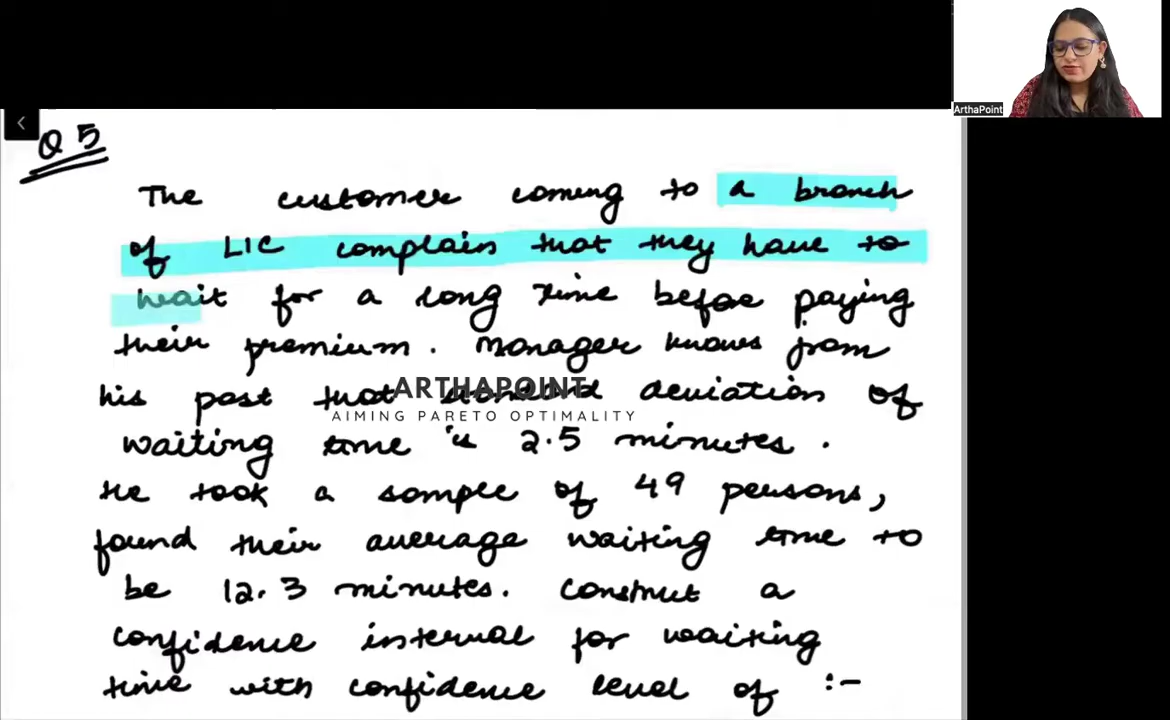 ArthaPoint
Q 5
The customer coming to a branch
of LIC complain that they have to
wait for a long time before paying
their premium. Manager knows from
his past that standard deviation of
ARTHAPOINT
AIMING PARETO OPTIMALITY
waiting time is 2.5 minutes.
He took a sample of 49 persons,
found their average waiting time to
be 12.3 minutes. Construct a
confidence interval for waiting
time with confidence level of :-